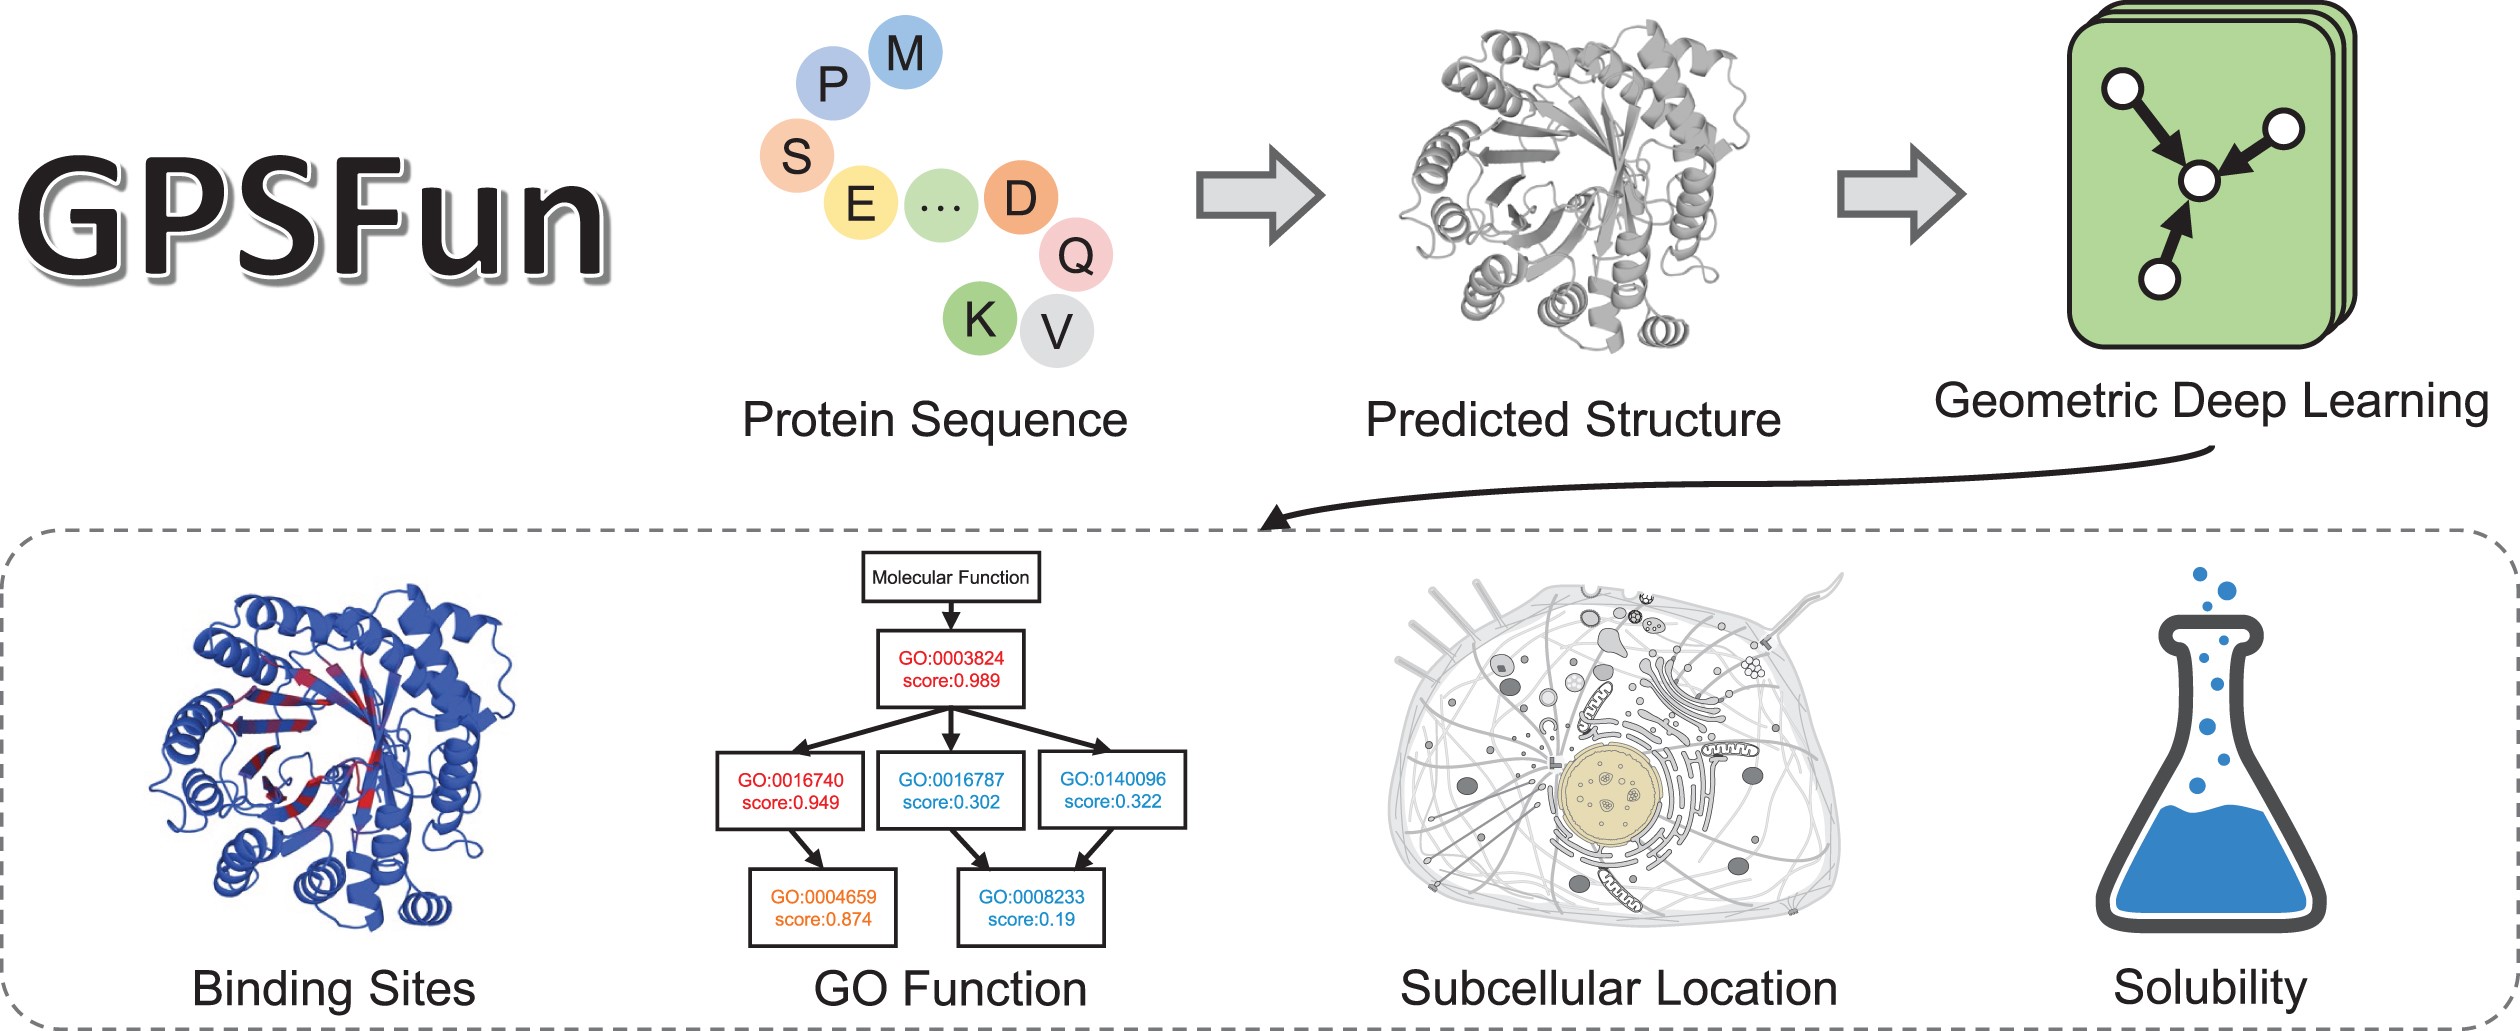 GPSFun
M
P
S
E
...
D
Q
V
K
Protein Sequence
Predicted Structure
Geometric Deep Learning
Molecular Function
GO:0003824
score:0.989
GO:0016740
score:0.949
GO:0016787
score:0.302
GO:0140096
score:0.322
GO:0004659
score:0.874
GO:0008233
score:0.19
Binding Sites
GO Function
Subcellular Location
Solubility